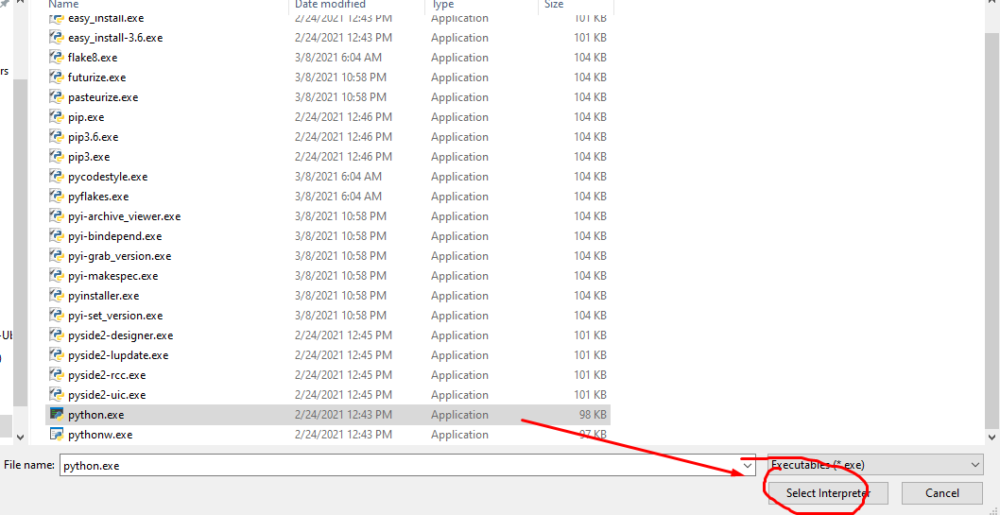 Name Date modified Type Size
easy_install.exe 2/24/2021 12:43 PM Application 101 KB
easy_install-3.6.exe 2/24/2021 12:43 PM Application 101 KB
rs
flake8.exe 3/8/2021 6:04 AM Application 104 KB
futurize.exe 3/8/2021 10:58 PM Application 104 KB
pasteurize.exe 3/8/2021 10:58 PM Application 104 KB
pip.exe 2/24/2021 12:46 PM Application 104 KB
pip3.6.exe 2/24/2021 12:46 PM Application 104 KB
pip3.exe 2/24/2021 12:46 PM Application 104 KB
pycodestyle.exe 3/8/2021 6:04 AM Application 104 KB
pyflakes.exe 3/8/2021 6:04 AM Application 104 KB
pyi-archive_viewer.exe 3/8/2021 10:58 PM Application 104 KB
pyi-bindepend.exe 3/8/2021 10:58 PM Application 104 KB
pyi-grab_version.exe 3/8/2021 10:58 PM Application 104 KB
pyi-makespec.exe 3/8/2021 10:58 PM Application 104 KB
pyinstaller.exe 3/8/2021 10:58 PM Application 104 KB
pyi-set_version.exe 3/8/2021 10:58 PM Application 104 KB
pyside2-designer.exe 2/24/2021 12:45 PM Application 101 KB
pyside2-lupdate.exe 2/24/2021 12:45 PM Application 101 KB
pyside2-rcc.exe 2/24/2021 12:45 PM Application 101 KB
pyside2-uic.exe 2/24/2021 12:45 PM Application 101 KB
python.exe 2/24/2021 12:43 PM Application 98 KB
pythonw.exe 2/24/2021 12:43 PM Application 97 KB
File name: python.exe Executables (*.exe)
Select Interpreter Cancel